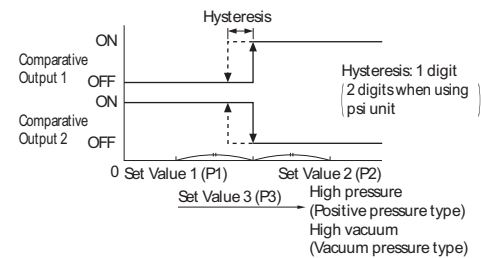 Hysteresis
ON
Comparative
Output 1
OFF
Hysteresis: 1 digit
( 2 digits when using
psi unit )
ON
Comparative
Output 2
OFF
0 Set Value 1 (P1) Set Value 2 (P2)
Set Value 3 (P3)
High pressure
(Positive pressure type)
High vacuum
(Vacuum pressure type)